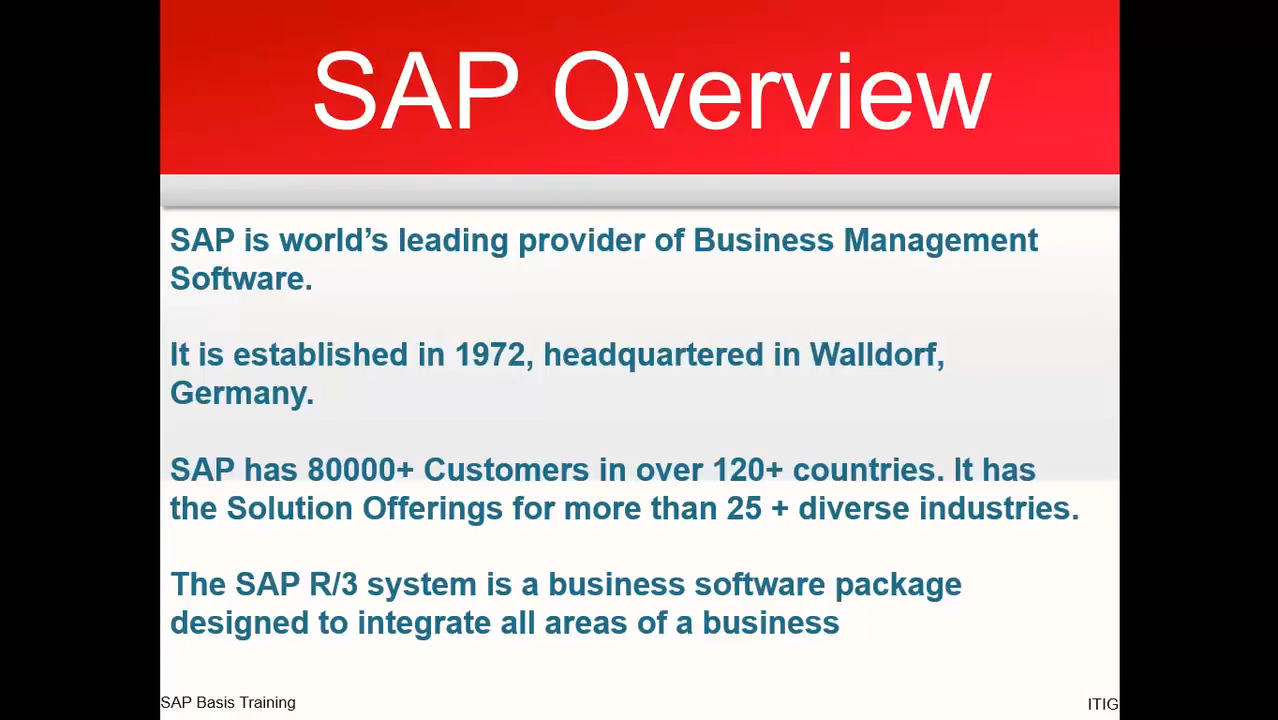 SAP Overview
SAP is world’s leading provider of Business Management
Software.
It is established in 1972, headquartered in Walldorf,
Germany.
SAP has 80000+ Customers in over 120+ countries. It has
the Solution Offerings for more than 25 + diverse industries.
The SAP R/3 system is a business software package
designed to integrate all areas of a business
SAP Basis Training
ITIG